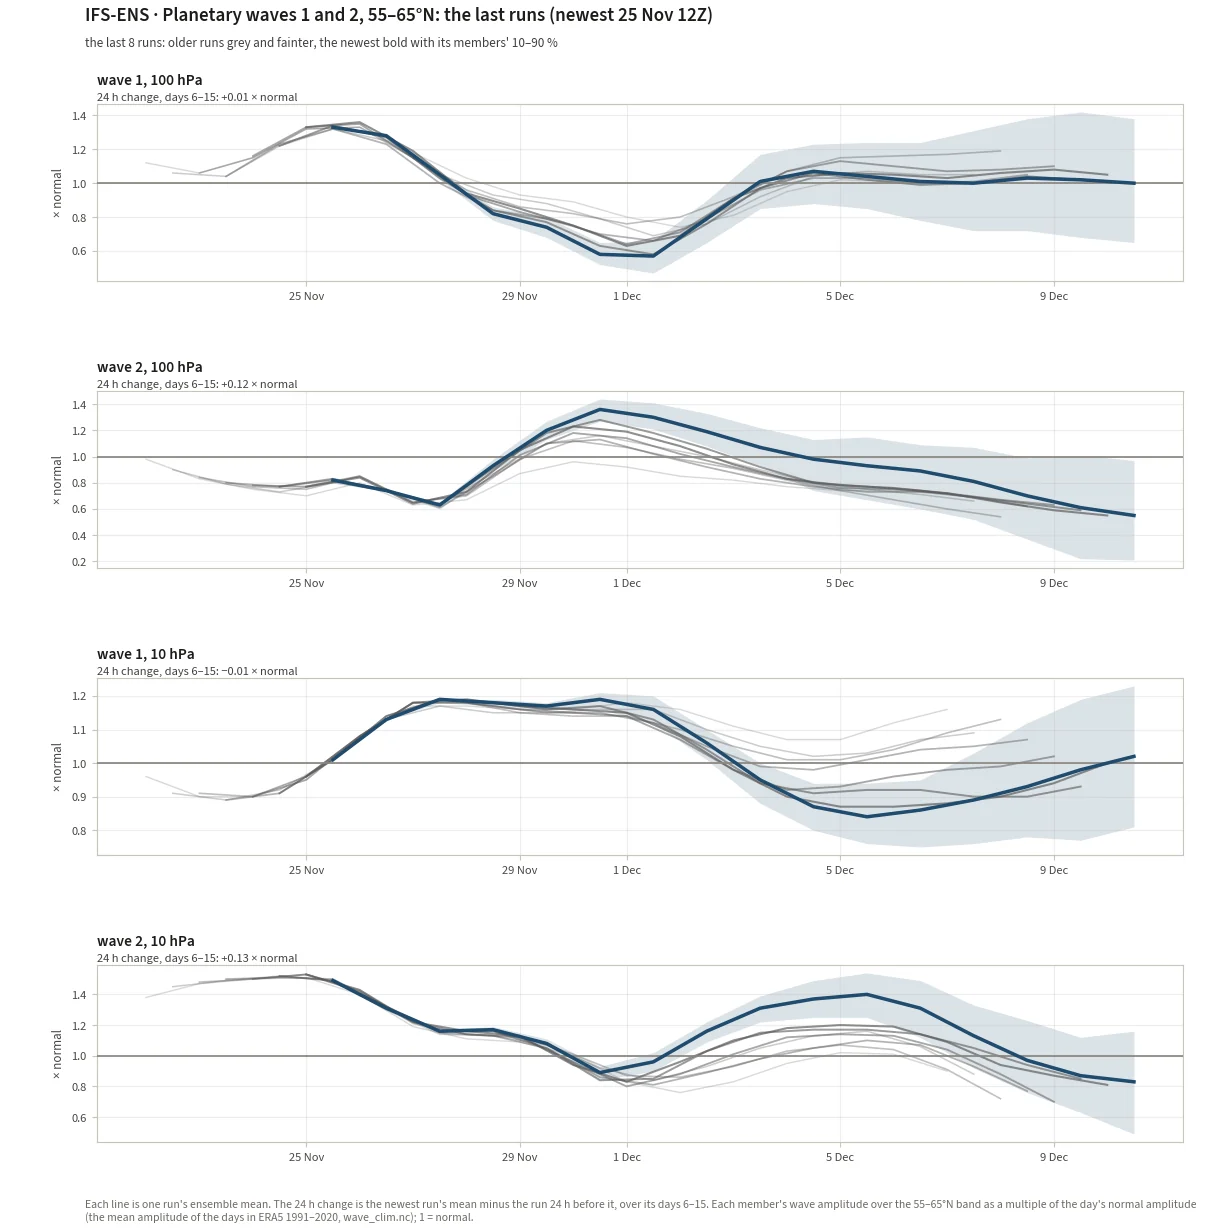 IFS-ENS · Planetary waves 1 and 2, 55–65°N: the last runs (newest 25 Nov 12Z)
the last 8 runs: older runs grey and fainter, the newest bold with its members' 10–90 %
wave 1, 100 hPa
24 h change, days 6–15: +0.01 × normal
1.4
1.2
1.0
0.8
0.6
× normal
25 Nov
29 Nov
1 Dec
5 Dec
9 Dec
wave 2, 100 hPa
24 h change, days 6–15: +0.12 × normal
1.4
1.2
1.0
0.8
0.6
0.4
0.2
× normal
25 Nov
29 Nov
1 Dec
5 Dec
9 Dec
wave 1, 10 hPa
24 h change, days 6–15: −0.01 × normal
1.2
1.1
1.0
0.9
0.8
× normal
25 Nov
29 Nov
1 Dec
5 Dec
9 Dec
wave 2, 10 hPa
24 h change, days 6–15: +0.13 × normal
1.4
1.2
1.0
0.8
0.6
× normal
25 Nov
29 Nov
1 Dec
5 Dec
9 Dec
Each line is one run's ensemble mean. The 24 h change is the newest run's mean minus the run 24 h before it, over its days 6–15. Each member's wave amplitude over the 55–65°N band as a multiple of the day's normal amplitude
(the mean amplitude of the days in ERA5 1991–2020, wave_clim.nc); 1 = normal.